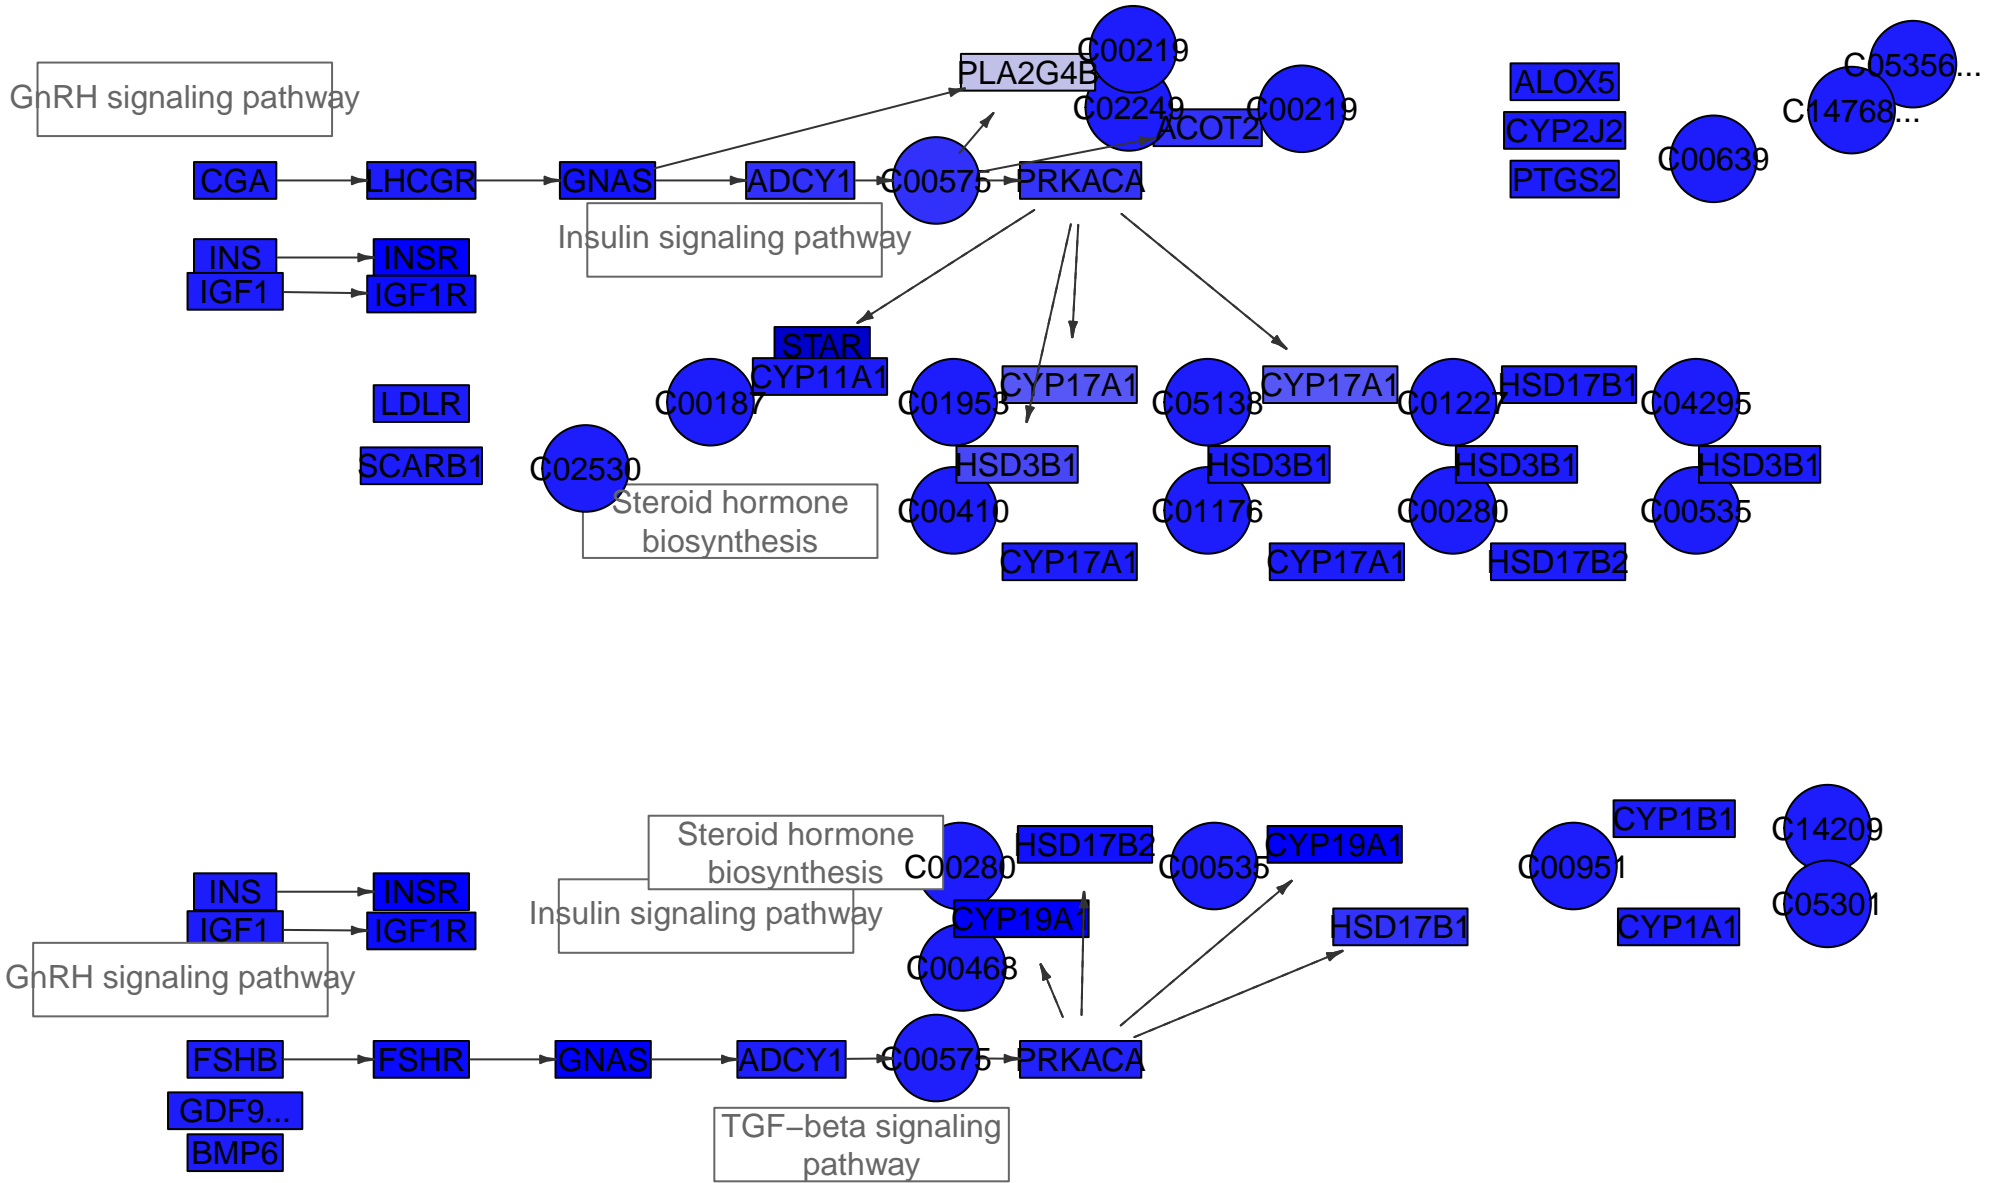 C00219
C05356...
PLA2G4B
ALOX5
GnRH signaling pathway
C02249
C00219
C14768...
ACOT2
CYP2J2
C00639
CGA
LHCGR
GNAS
ADCY1
C00575
PRKACA
PTGS2
Insulin signaling pathway
INS
INSR
IGF1
IGF1R
STAR
CYP11A1
CYP17A1
CYP17A1
HSD17B1
LDLR
C00187
C01953
C05138
C01227
C04295
SCARB1
C02530
HSD3B1
HSD3B1
HSD3B1
HSD3B1
Steroid hormone
biosynthesis
C00410
C01176
C00280
C00535
CYP17A1
CYP17A1
HSD17B2
Steroid hormone
biosynthesis
C00280
HSD17B2
C00535
CYP19A1
CYP1B1
C14209
C00951
INS
INSR
Insulin signaling pathway
CYP19A1
C05301
IGF1
IGF1R
HSD17B1
CYP1A1
GnRH signaling pathway
C00468
FSHB
FSHR
GNAS
ADCY1
C00575
PRKACA
GDF9...
TGF−beta signaling
pathway
BMP6